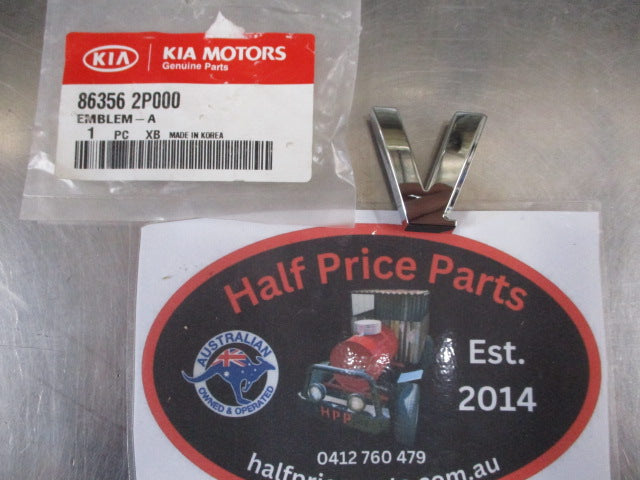 KIA
KIA MOTORS
Genuine Parts
86356 2P000
EMBLEM-A
1 PC XB MADE IN KOREA
V
Half Price Parts
AUSTRALIAN
OWNED & OPERATED
HPP
Est.
2014
0412 760 479